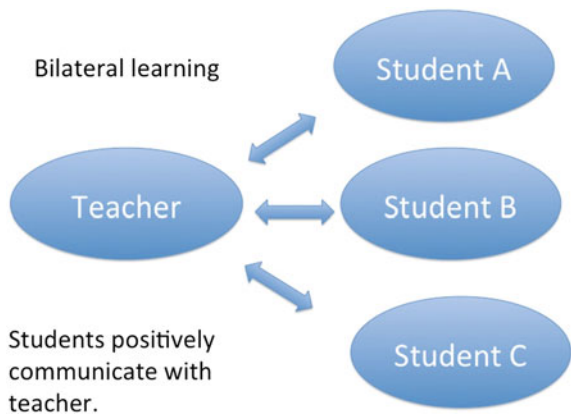 Bilateral learning
Student A
Teacher
Student B
Student C
Students positively
communicate with
teacher.